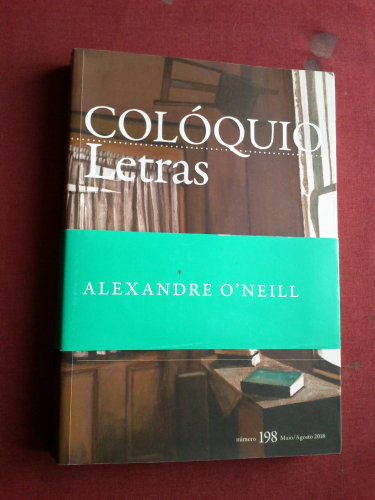 COLÓQUIO
Letras
ALEXANDRE O'NEILL
número 198 Maio/Agosto 2018